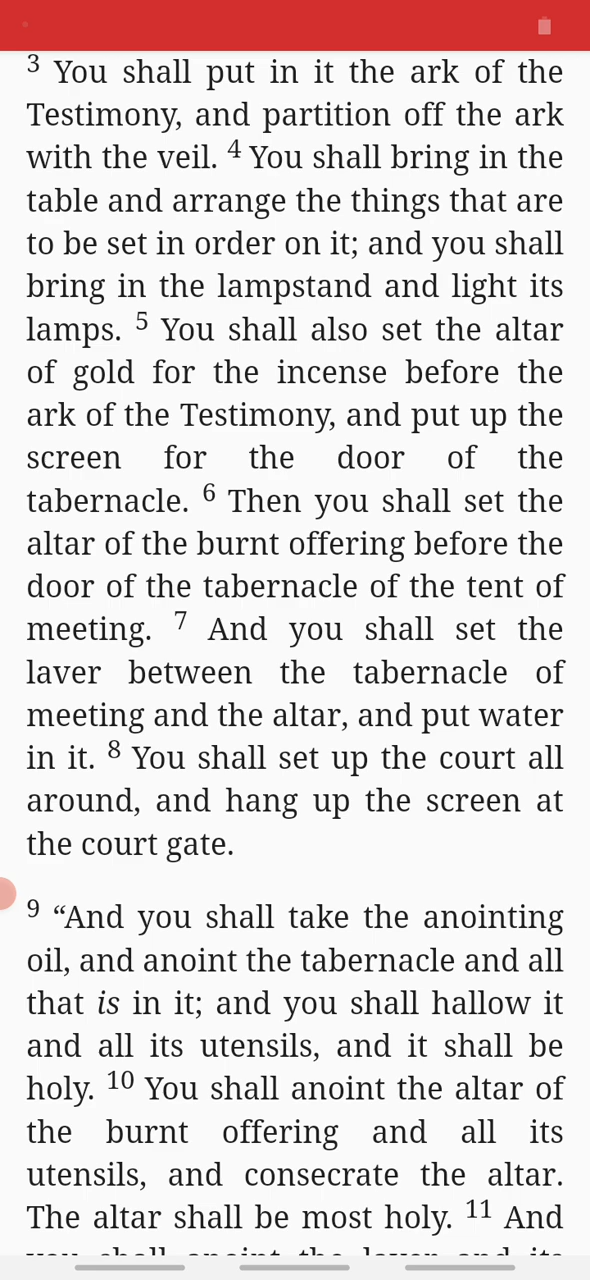 3 You shall put in it the ark of the
Testimony, and partition off the ark
with the veil. 4 You shall bring in the
table and arrange the things that are
to be set in order on it; and you shall
bring in the lampstand and light its
lamps. 5 You shall also set the altar
of gold for the incense before the
ark of the Testimony, and put up the
screen for the door of the
tabernacle. 6 Then you shall set the
altar of the burnt offering before the
door of the tabernacle of the tent of
meeting. 7 And you shall set the
laver between the tabernacle of
meeting and the altar, and put water
in it. 8 You shall set up the court all
around, and hang up the screen at
the court gate.
9 “And you shall take the anointing
oil, and anoint the tabernacle and all
that is in it; and you shall hallow it
and all its utensils, and it shall be
holy. 10 You shall anoint the altar of
the burnt offering and all its
utensils, and consecrate the altar.
The altar shall be most holy. 11 And
you shall anoint the laver and its